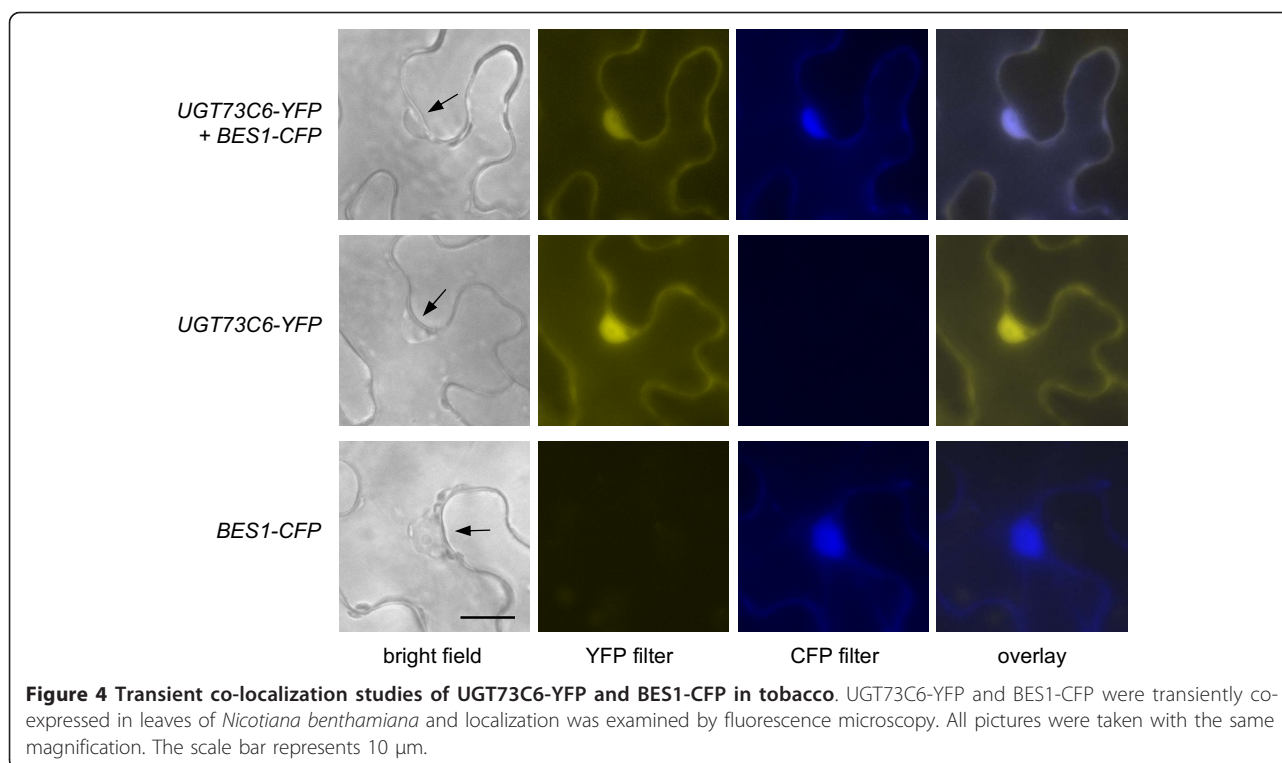 UGT73C6-YFP
+ BES1-CFP
UGT73C6-YFP
BES1-CFP
bright field YFP filter CFP filter overlay
Figure 4 Transient co-localization studies of UGT73C6-YFP and BES1-CFP in tobacco. UGT73C6-YFP and BES1-CFP were transiently co-
expressed in leaves of Nicotiana benthamiana and localization was examined by fluorescence microscopy. All pictures were taken with the same
magnification. The scale bar represents 10 μm.